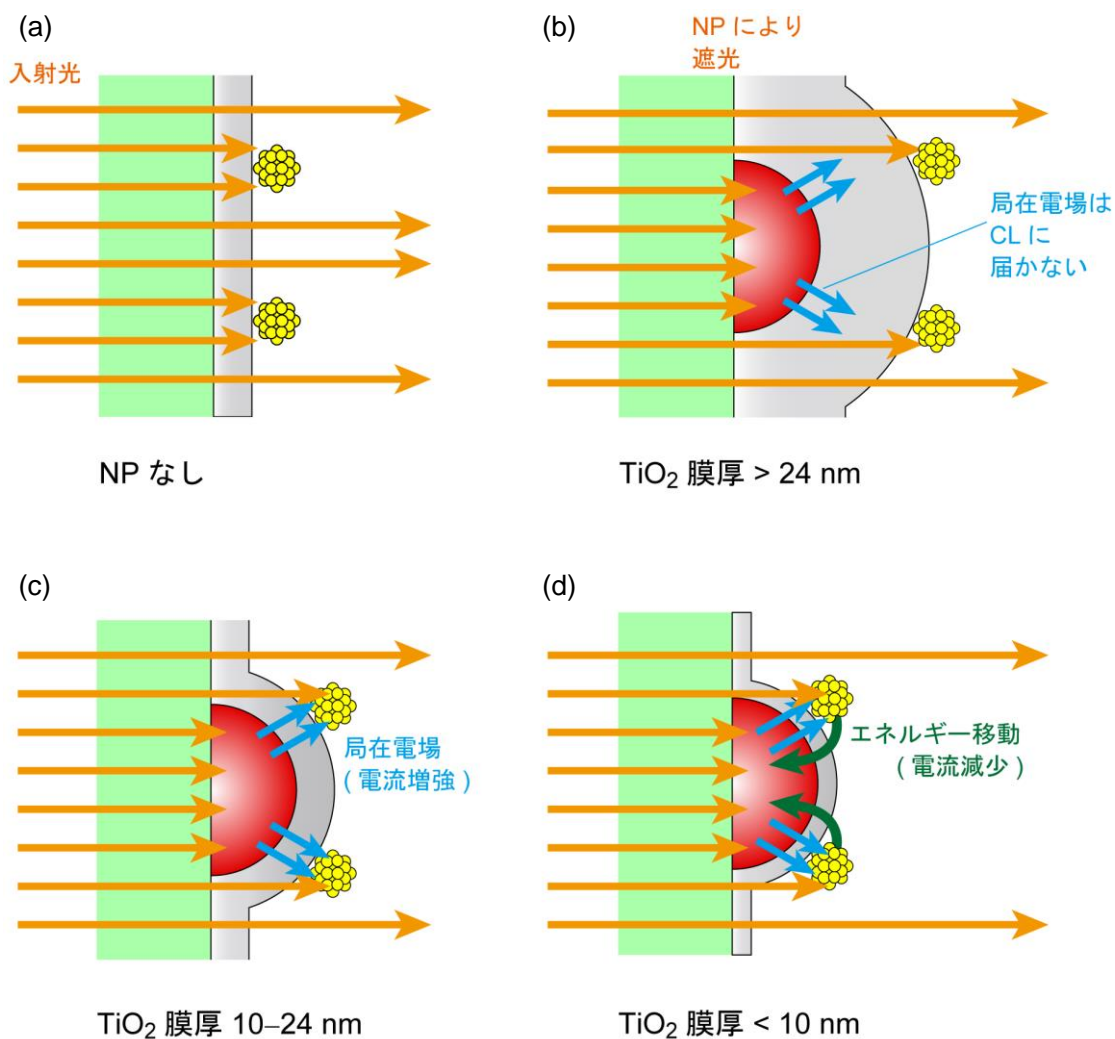 (a)
入射光
NP なし
(b)
NP により
遮光
局在電場は
CL に
届かない
TiO2 膜厚 > 24 nm
(c)
局在電場
( 電流増強 )
TiO2 膜厚 10–24 nm
(d)
エネルギー移動
( 電流減少 )
TiO2 膜厚 < 10 nm